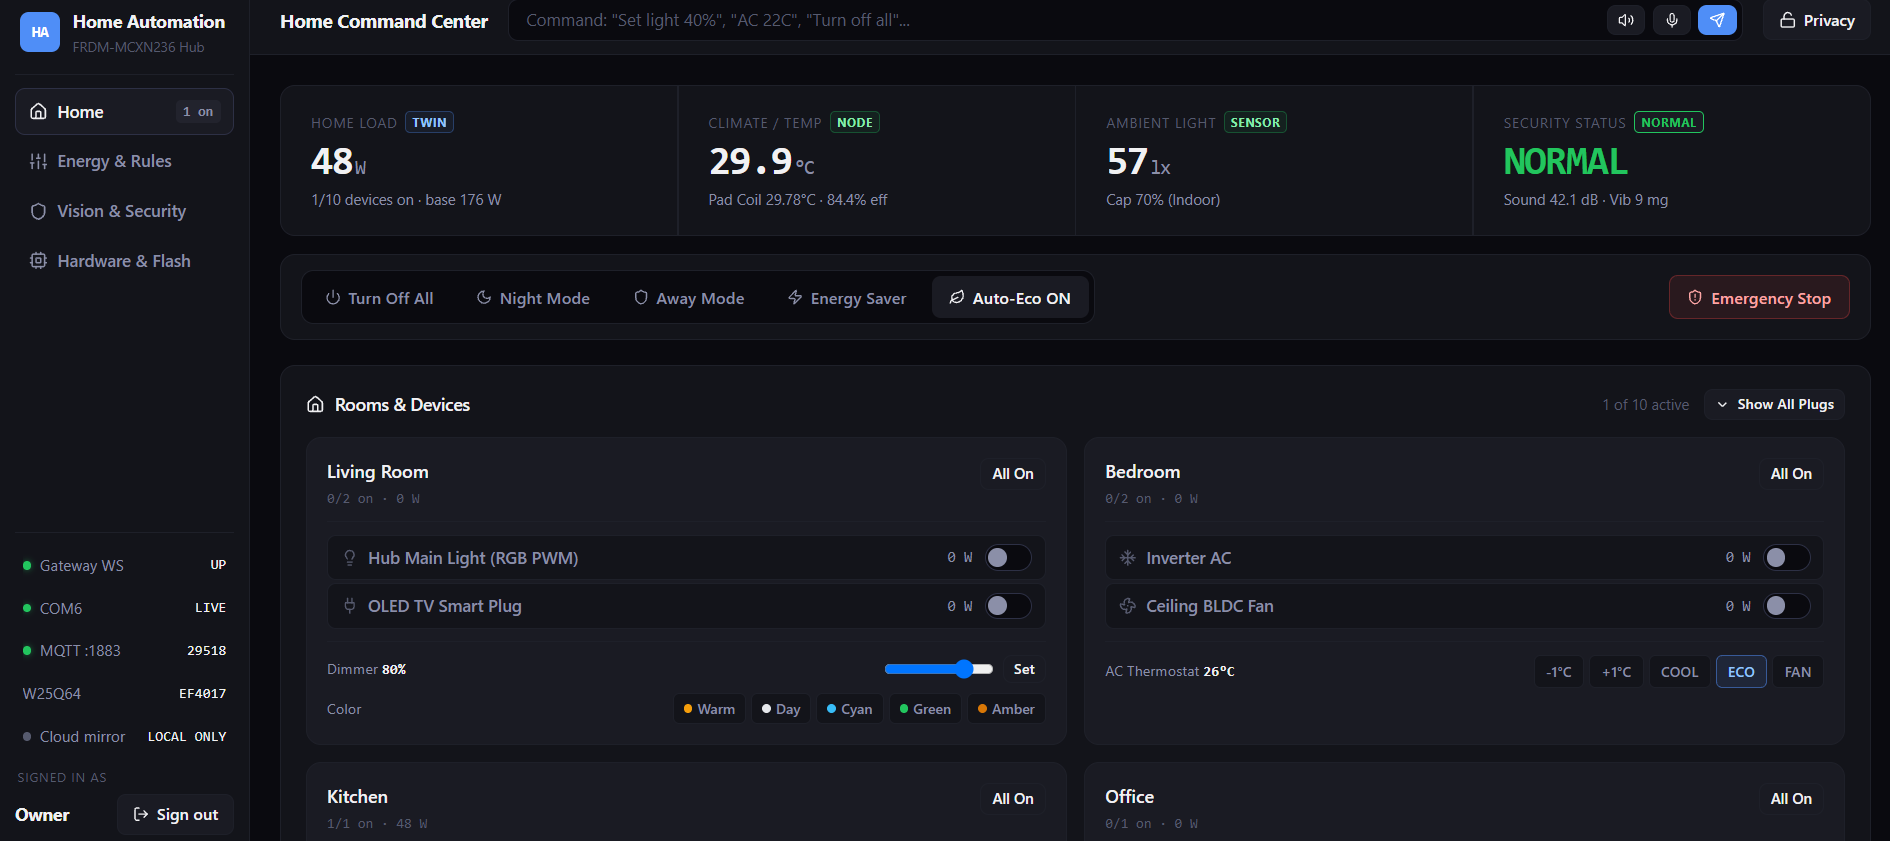 HA
Home Automation
FRDM-MCXN236 Hub
Home 1 on
Energy & Rules
Vision & Security
Hardware & Flash
Gateway WS UP
COM6 LIVE
MQTT :1883 29518
W25Q64 EF4017
Cloud mirror LOCAL ONLY
SIGNED IN AS
Owner Sign out
Home Command Center Command: "Set light 40%", "AC 22C", "Turn off all"... Privacy
HOME LOAD TWIN
48W
1/10 devices on · base 176 W
CLIMATE / TEMP NODE
29.9°C
Pad Coil 29.78°C · 84.4% eff
AMBIENT LIGHT SENSOR
57lx
Cap 70% (Indoor)
SECURITY STATUS NORMAL
NORMAL
Sound 42.1 dB · Vib 9 mg
Turn Off All Night Mode Away Mode Energy Saver Auto-Eco ON Emergency Stop
Rooms & Devices 1 of 10 active Show All Plugs
Living Room All On
0/2 on · 0 W
Hub Main Light (RGB PWM) 0 W
OLED TV Smart Plug 0 W
Dimmer 80% Set
Color Warm Day Cyan Green Amber
Bedroom All On
0/2 on · 0 W
Inverter AC 0 W
Ceiling BLDC Fan 0 W
AC Thermostat 26°C -1°C +1°C COOL ECO FAN
Kitchen All On
1/1 on · 48 W
Office All On
0/1 on · 0 W